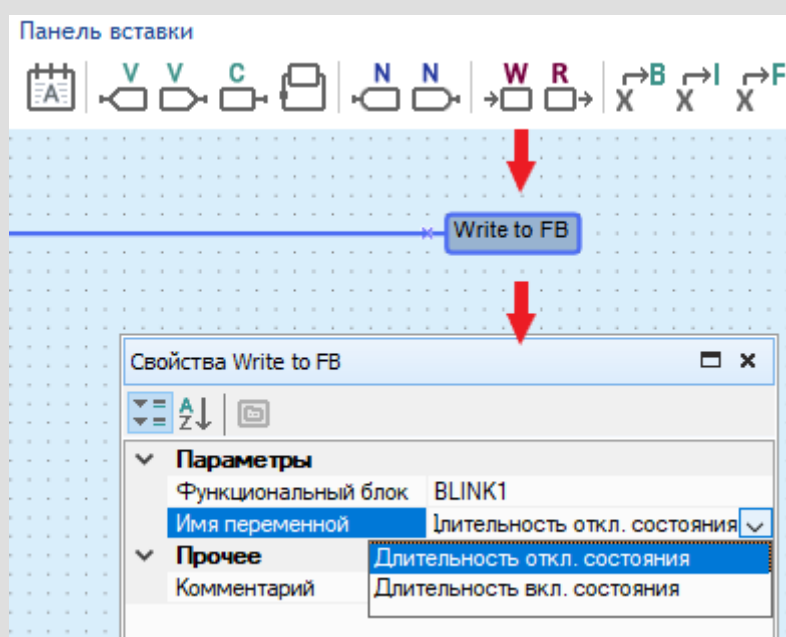 Панель вставки
A V V C N N W R B I F
X X X
Write to FB
Свойства Write to FB
A
Z
Параметры
Функциональный блок BLINK1
Имя переменной длительность откл. состояния
Прочее Длительность откл. состояния
Комментарий Длительность вкл. состояния